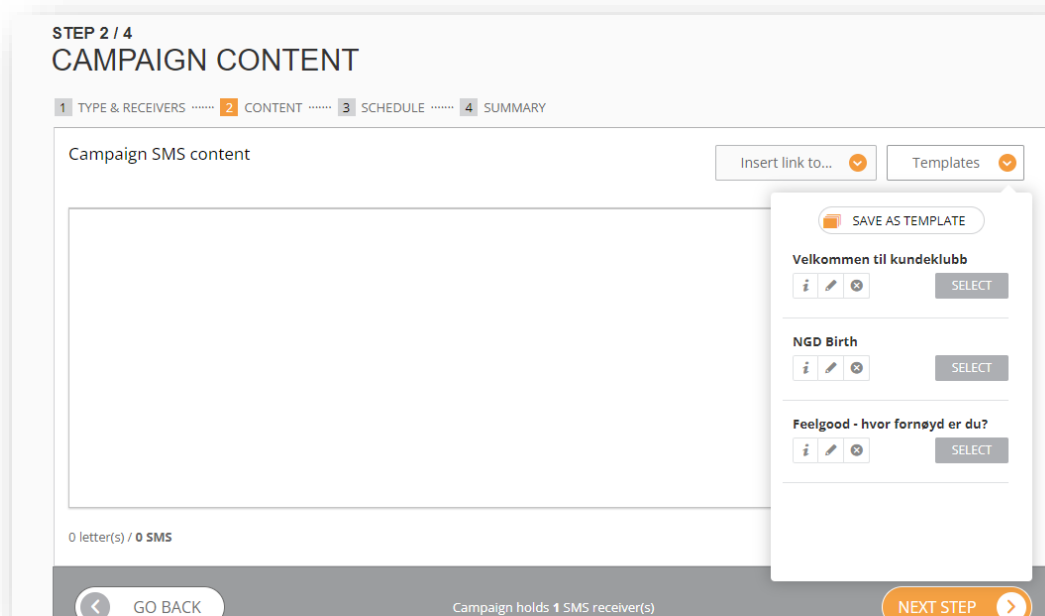 STEP 2 / 4
CAMPAIGN CONTENT
1 TYPE & RECEIVERS ······· 2 CONTENT ······· 3 SCHEDULE ······· 4 SUMMARY
Campaign SMS content
Insert link to...
Templates
SAVE AS TEMPLATE
Velkommen til kundeklubb
i
SELECT
NGD Birth
i
SELECT
Feelgood - hvor fornøyd er du?
i
SELECT
0 letter(s) / 0 SMS
GO BACK
Campaign holds 1 SMS receiver(s)
NEXT STEP